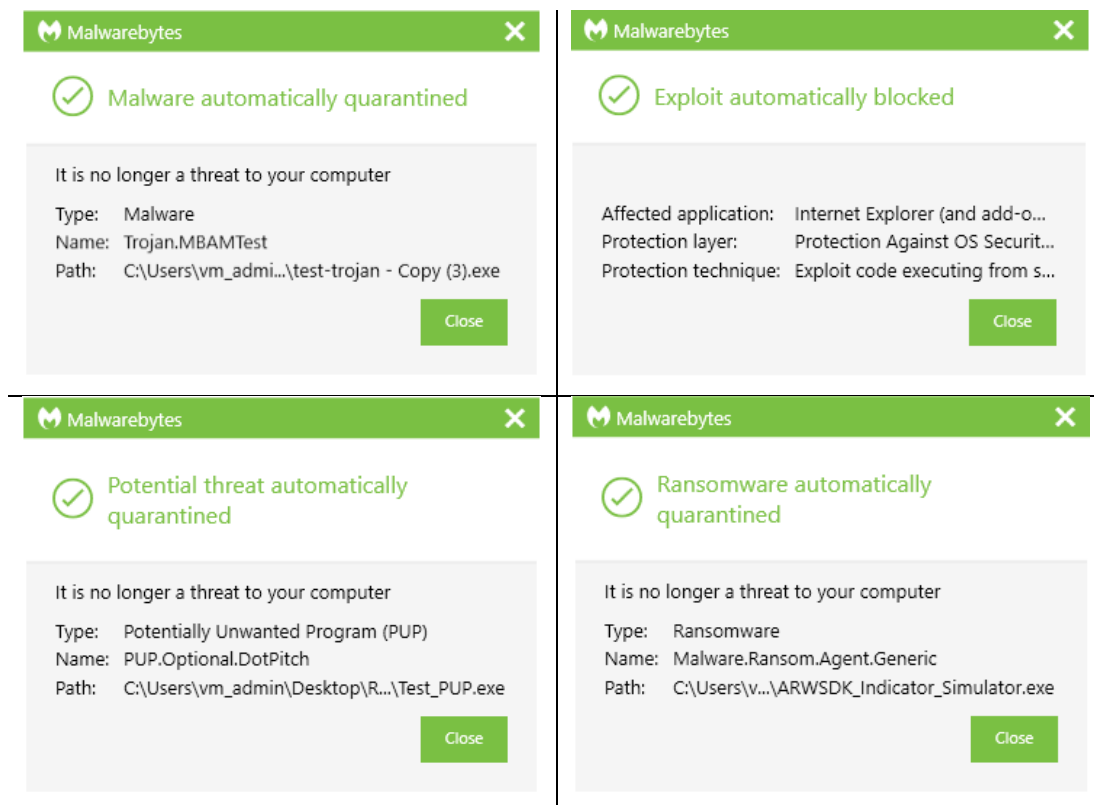 Malwarebytes
Malware automatically quarantined
It is no longer a threat to your computer
Type: Malware
Name: Trojan.MBAMTest
Path: C:\Users\vm_admi...\test-trojan - Copy (3).exe
Close
Malwarebytes
Exploit automatically blocked
Affected application: Internet Explorer (and add-o...
Protection layer: Protection Against OS Securit...
Protection technique: Exploit code executing from s...
Close
Malwarebytes
Potential threat automatically
quarantined
It is no longer a threat to your computer
Type: Potentially Unwanted Program (PUP)
Name: PUP.Optional.DotPitch
Path: C:\Users\vm_admin\Desktop\R...\Test_PUP.exe
Close
Malwarebytes
Ransomware automatically
quarantined
It is no longer a threat to your computer
Type: Ransomware
Name: Malware.Ransom.Agent.Generic
Path: C:\Users\v...\ARWSDK_Indicator_Simulator.exe
Close